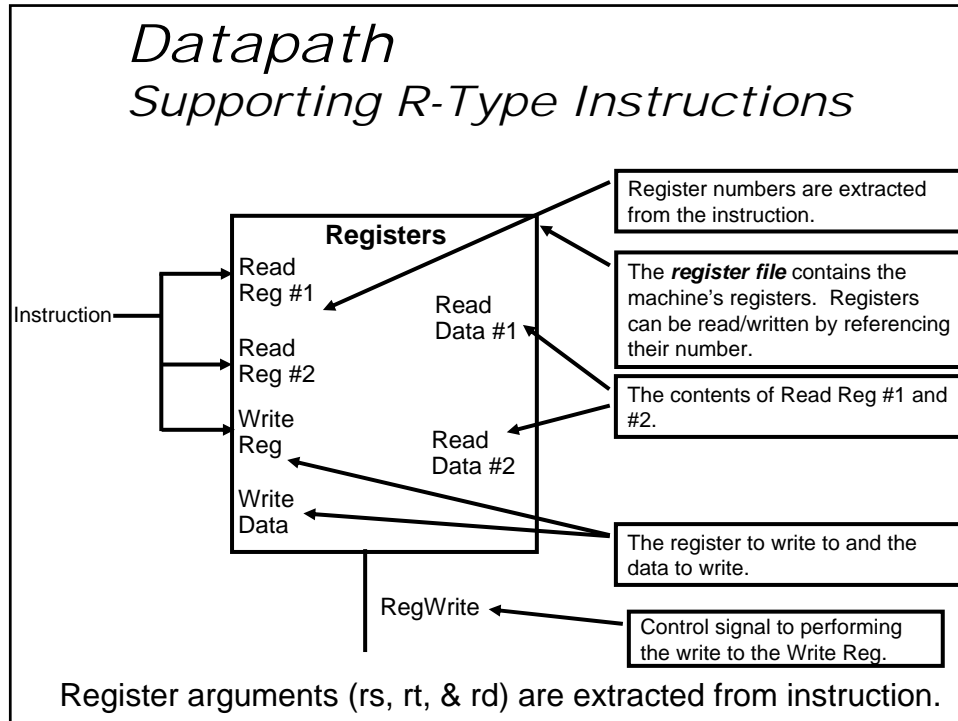 Datapath
Supporting R-Type Instructions
Register numbers are extracted
from the instruction.
Registers
Read
Reg #1
The register file contains the
machine's registers. Registers
can be read/written by referencing
their number.
Read
Data #1
Instruction
Read
Reg #2
The contents of Read Reg #1 and
#2.
Write
Reg
Read
Data #2
Write
Data
The register to write to and the
data to write.
RegWrite
Control signal to performing
the write to the Write Reg.
Register arguments (rs, rt, & rd) are extracted from instruction.